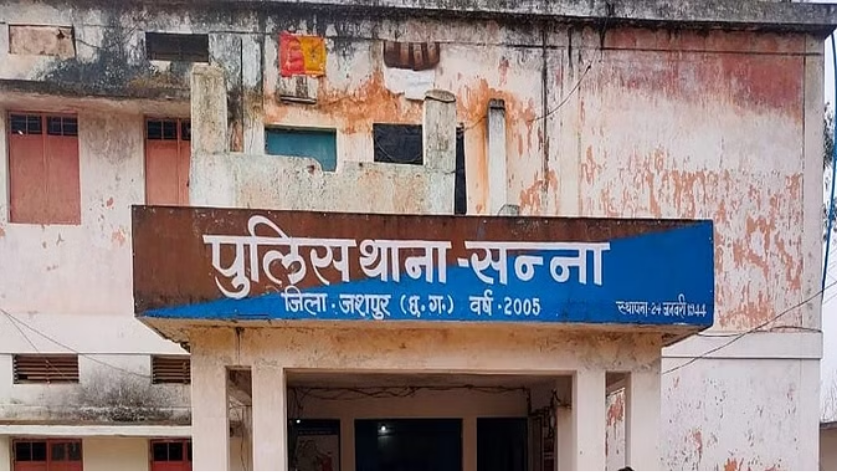 पुलिस थाना - सन्ना
जिला - जशपुर (छ.ग.) वर्ष - 2005
स्थापना - 24 जनवरी 1944